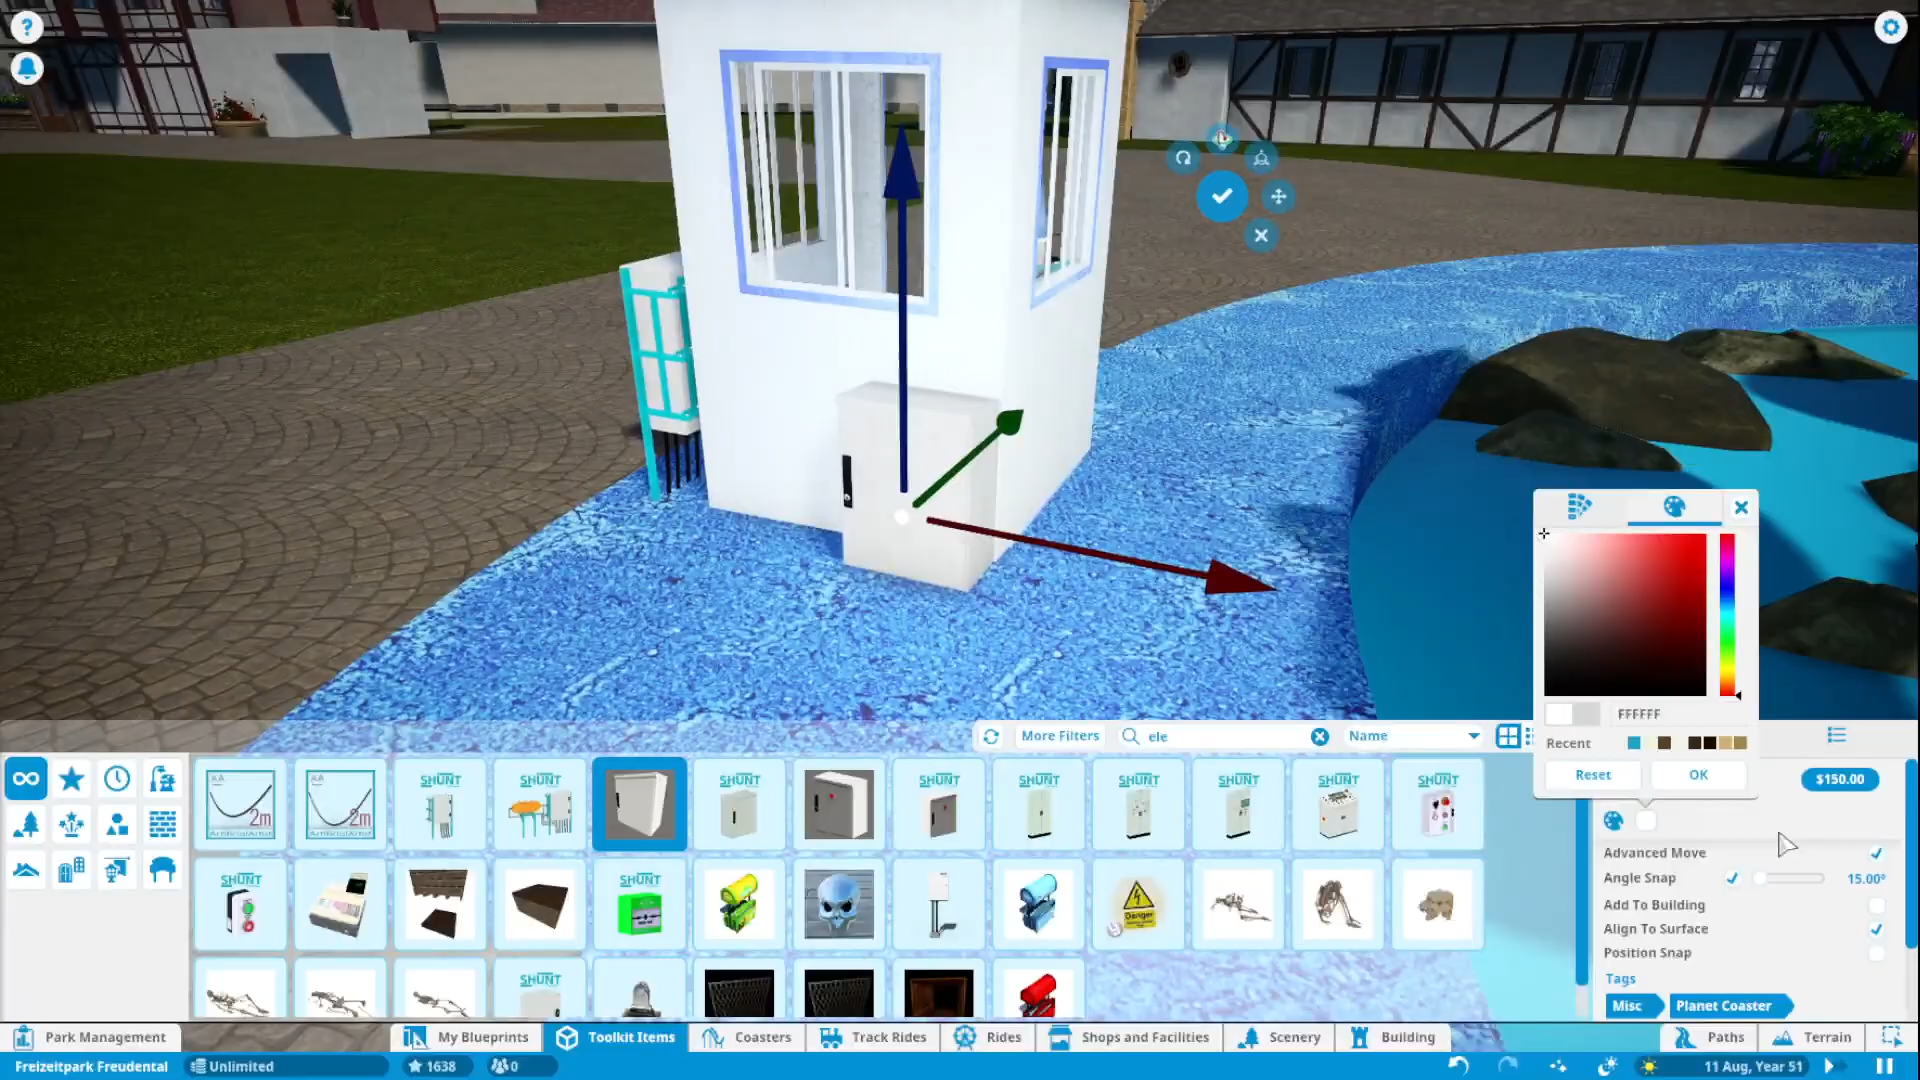 FFFFFF
Recent
Reset
OK
More Filters
ele
Name
2m
2m
SHUNT
SHUNT
SHUNT
SHUNT
SHUNT
SHUNT
SHUNT
SHUNT
SHUNT
$150.00
Advanced Move
Angle Snap
15.00°
Add To Building
Align To Surface
Position Snap
Tags
Misc
Planet Coaster
SHUNT
SHUNT
Danger
SHUNT
Park Management
My Blueprints
Toolkit Items
Coasters
Track Rides
Rides
Shops and Facilities
Scenery
Building
Paths
Terrain
Freizeitpark Freudental
Unlimited
1638
0
11 Aug, Year 51